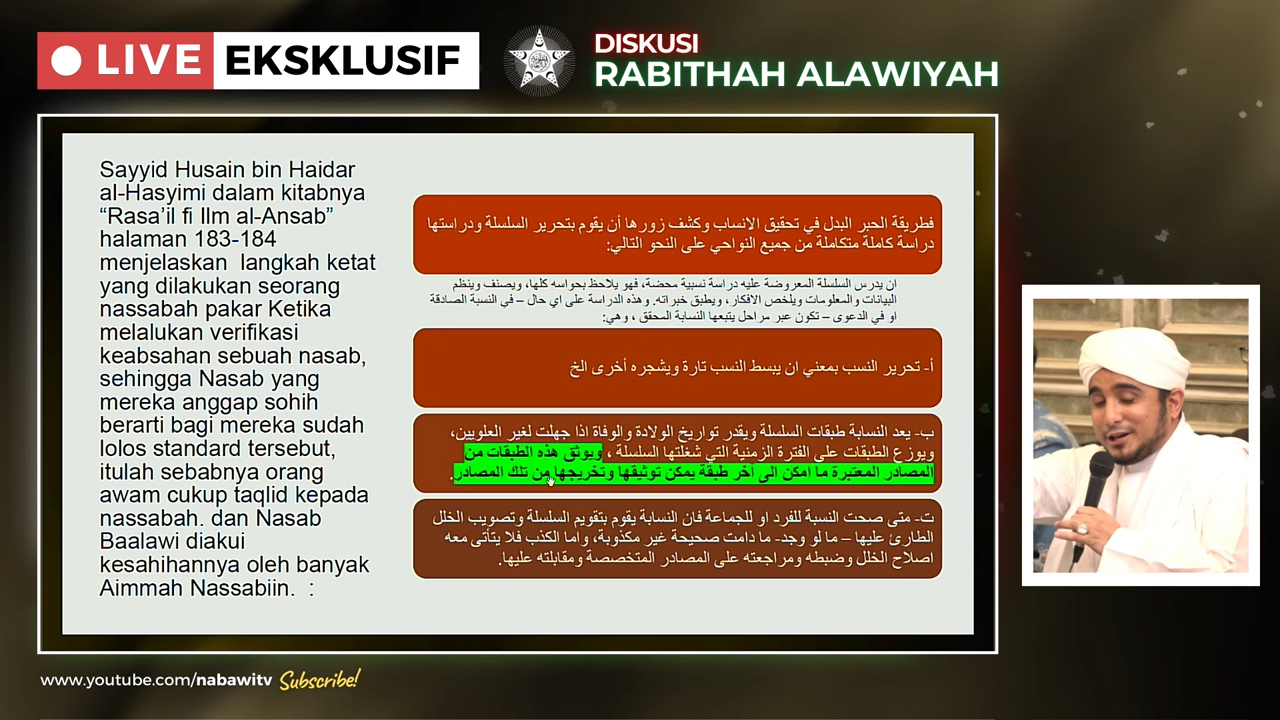 LIVE EKSKLUSIF
DISKUSI
RABITHAH ALAWIYAH
Sayyid Husain bin Haidar
al-Hasyimi dalam kitabnya
“Rasa’il fi Ilm al-Ansab”
halaman 183-184
menjelaskan langkah ketat
yang dilakukan seorang
nassabah pakar Ketika
melalukan verifikasi
keabsahan sebuah nasab,
sehingga Nasab yang
mereka anggap sohih
berarti bagi mereka sudah
lolos standard tersebut,
itulah sebabnya orang
awam cukup taqlid kepada
nassabah. dan Nasab
Baalawi diakui
kesahihannya oleh banyak
Aimmah Nassabiin. :
فطريقة الحبر البدل في تحقيق الانساب وكشف زورها أن يقوم بتحرير السلسلة ودراستها
دراسة كاملة متكاملة من جميع النواحي على النحو التالي:
ان يدرس السلسلة المعروضة عليه دراسة نسبية محضة، فهو يلاحظ بحواسه كلها، ويصنف وينظم
البيانات والمعلومات ويلخص الافكار، ويطبق خبراته. وهذه الدراسة على اي حال – في النسبة الصادقة
او في الدعوى – تكون عبر مراحل يتبعها النسابة المحقق ، وهي:
أ- تحرير النسب بمعني ان يبسط النسب تارة ويشجره أخرى الخ
ب- يعد النسابة طبقات السلسلة ويقدر تواريخ الولادة والوفاة اذا جهلت لغير العلويين،
ويوزع الطبقات على الفترة الزمنية التي شغلتها السلسلة ، ويوثق هذه الطبقات من
المصادر المعتبرة ما امكن الى أخر طبقة يمكن توثيقها وتخريجها من تلك المصادر.
ت- متى صحت النسبة للفرد او للجماعة فان النسابة يقوم بتقويم السلسلة وتصويب الخلل
الطارئ عليها – ما لو وجد- ما دامت صحيحة غير مكذوبة، واما الكذب فلا يتأتى معه
اصلاح الخلل وضبطه ومراجعته على المصادر المتخصصة ومقابلته عليها.
www.youtube.com/nabawitv Subscribe!